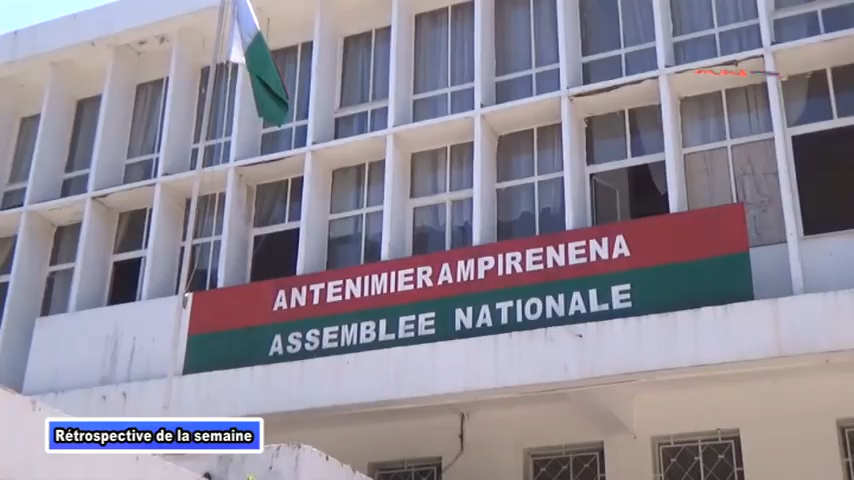 ANTENIMIERAMPIRENENA
ASSEMBLEE NATIONALE
Rétrospective de la semaine